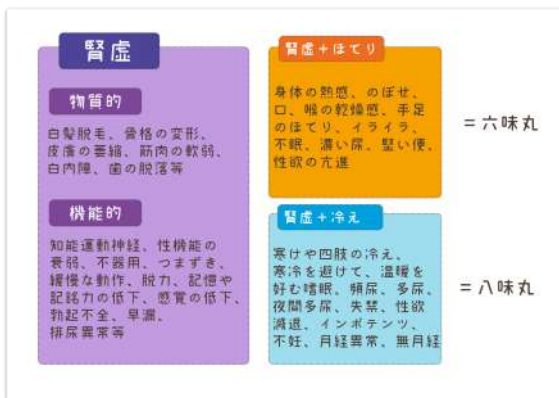 腎虚
物質的
白髪脱毛、骨格の変形、
皮膚の萎縮、筋肉の軟弱、
白内障、歯の脱落等
機能的
知能運動神経、性機能の
衰弱、不器用、つまずき、
緩慢な動作、脱力、記憶や
記銘力の低下、感覚の低下、
勃起不全、早漏、
排尿異常等
腎虚+ほてり
身体の熱感、のぼせ、
口、喉の乾燥感、手足
のほてり、イライラ、
不眠、濃い尿、堅い便、
性欲の亢進
=六味丸
腎虚+冷え
寒けや四肢の冷え、
寒冷を避けて、温暖を
好む嗜眠、頻尿、多尿、
夜間多尿、失禁、性欲
減退、インポテンツ、
不妊、月経異常、無月経
=八味丸